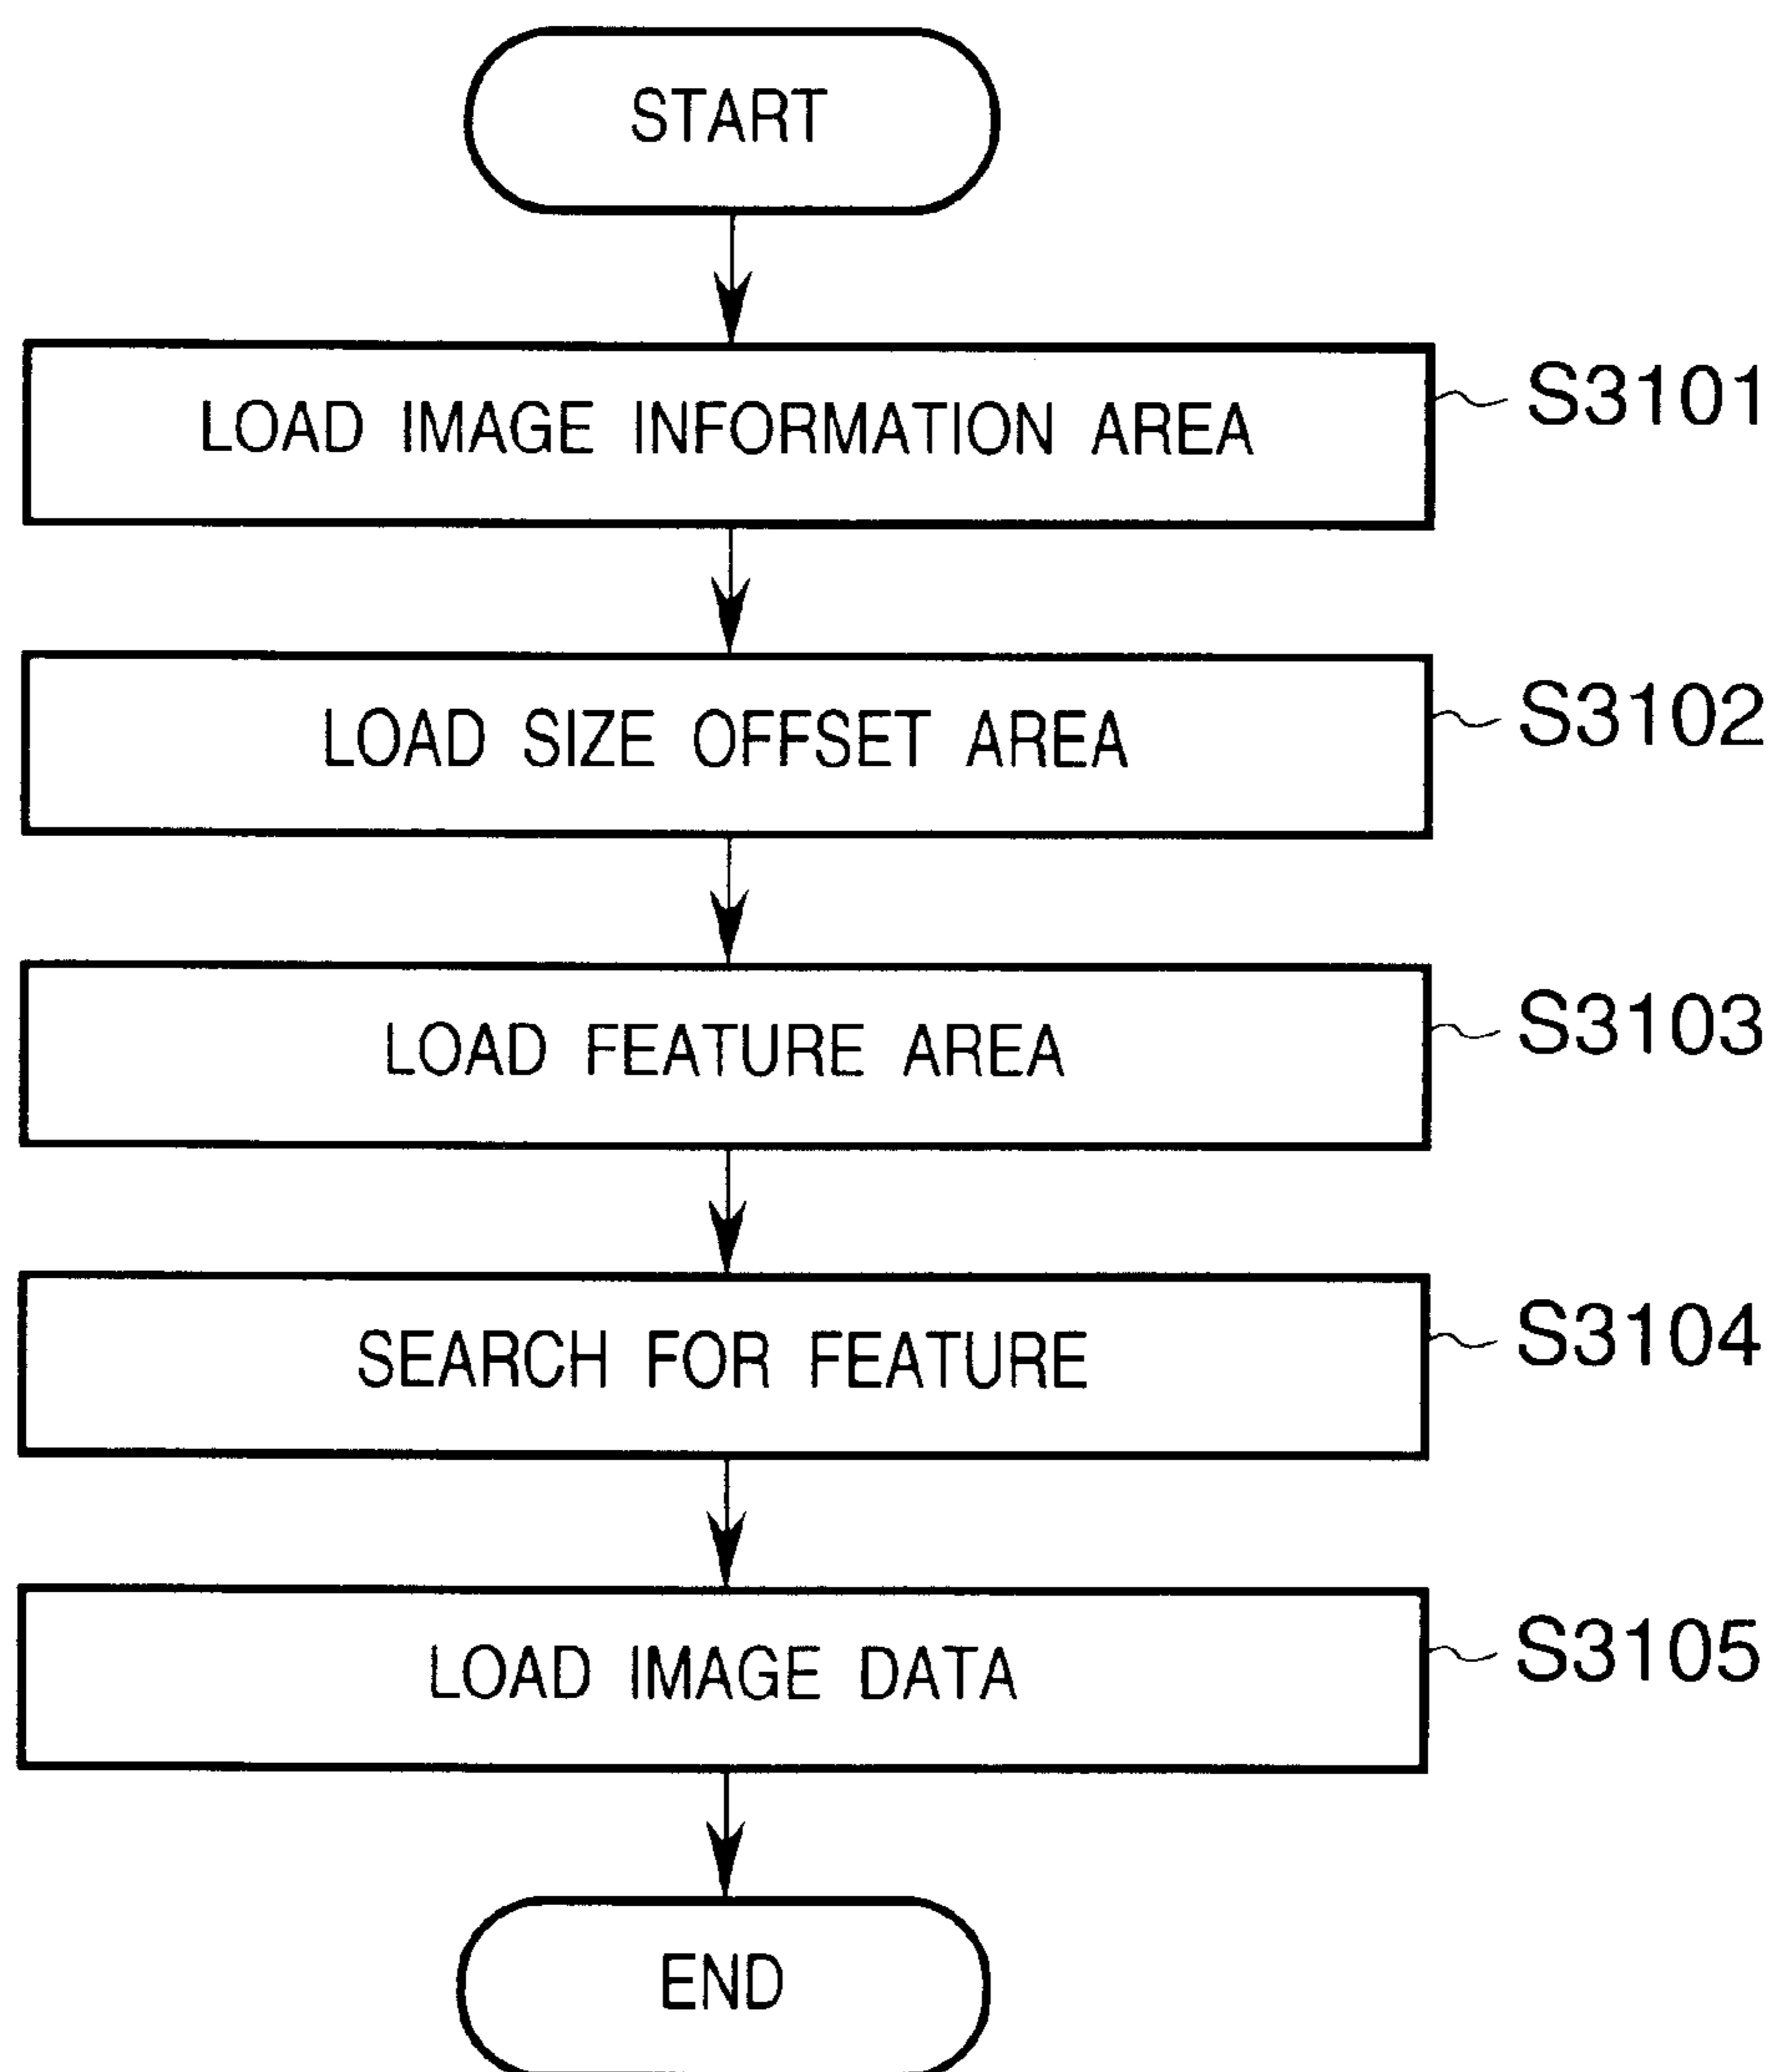 START
LOAD IMAGE INFORMATION AREA
S3101
LOAD SIZE OFFSET AREA
S3102
LOAD FEATURE AREA
S3103
SEARCH FOR FEATURE
S3104
LOAD IMAGE DATA
S3105
END